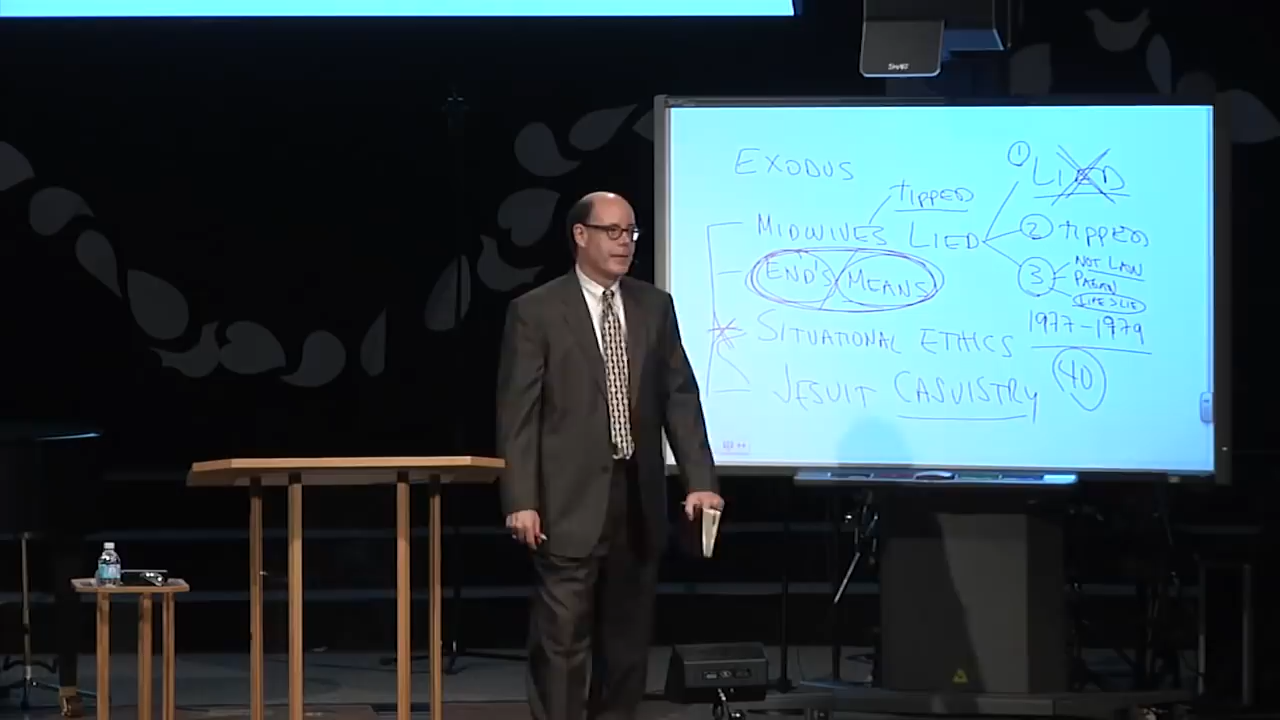 SMART
EXODUS
tIPPED
MIDWIVES LIED
① LIED
② tIPPED
③ NOT LAW
PAGAN
LIFE'S LIE
END'S MEANS
SITUATIONAL ETHICS
1977-1979
40
JESUIT CASUISTRY